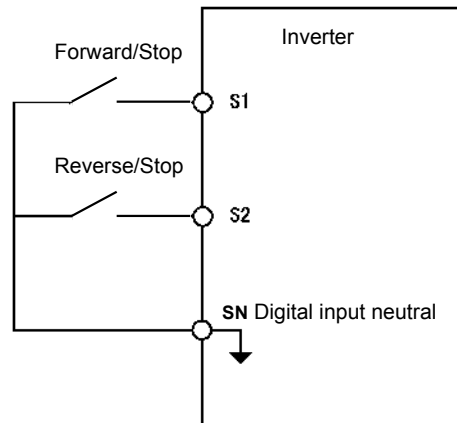 Inverter
Forward/Stop
S1
Reverse/Stop
S2
SN Digital input neutral